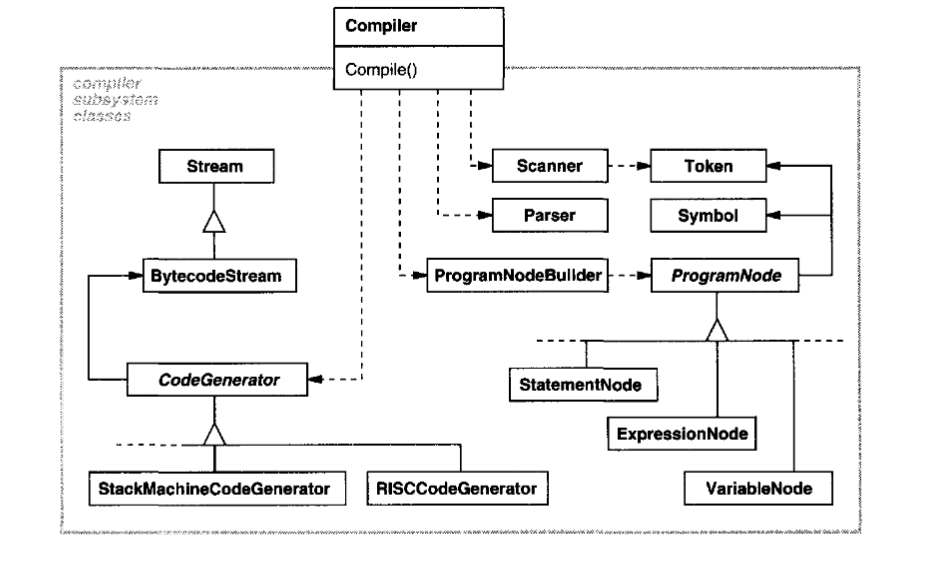 Compiler
Compile()
compiler
subsystem
classes
Stream
Scanner
Token
Parser
Symbol
BytecodeStream
ProgramNodeBuilder
ProgramNode
CodeGenerator
StatementNode
ExpressionNode
StackMachineCodeGenerator
RISCCodeGenerator
VariableNode